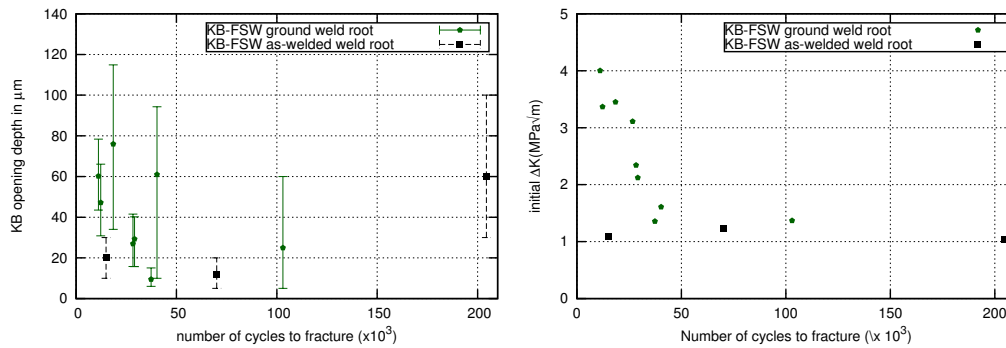 140
120
100
80
60
40
20
0
KB opening depth in μm
KB-FSW ground weld root
KB-FSW as-welded weld root
0 50 100 150 200
number of cycles to fracture (x10³)
5
4
3
2
1
0
initial ΔK(MPa√m)
KB-FSW ground weld root
KB-FSW as-welded weld root
0 50 100 150 200
Number of cycles to fracture (\x 10³)